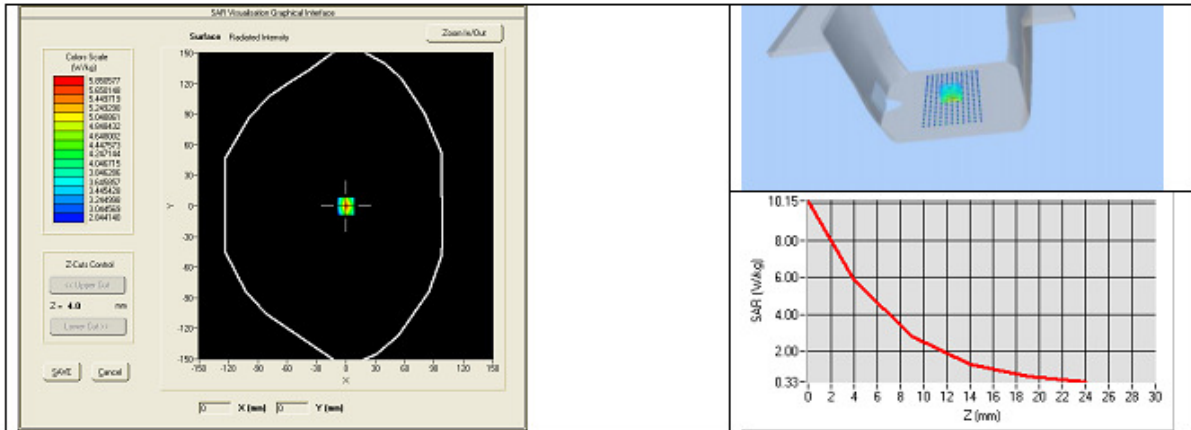 SAR Visualisation Graphical Interface
Surface Radiated Intensity
Zoom In/Out
Colors Scale
(W/kg)
5.850577
5.650148
5.449719
5.249290
5.048861
4.848432
4.648002
4.447573
4.247144
4.046715
3.846286
3.645857
3.445428
3.244998
3.044569
2.844140
Z-Cuts Control
<< Upper Cut
Z = 4.0 mm
Lower Cut >>
SAVE Cancel
Y
150
120
90
60
30
0
-30
-60
-90
-120
-150
-150 -120 -90 -60 -30 0 30 60 90 120 150
X
0 X (mm) 0 Y (mm)
SAR (W/kg)
10.15
8.00
6.00
4.00
2.00
0.33
0 2 4 6 8 10 12 14 16 18 20 22 24 26 28 30
Z (mm)